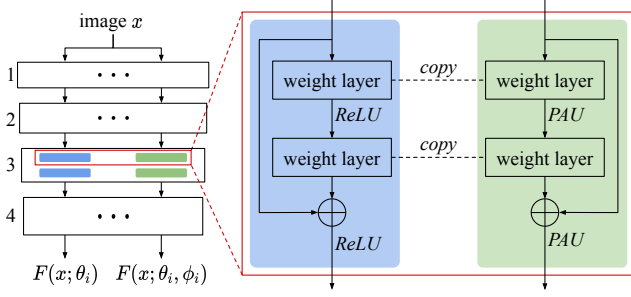 image x
1
• • •
2
• • •
3
4
• • •
F(x; θ_i)
F(x; θ_i, ϕ_i)
weight layer
ReLU
weight layer
ReLU
copy
copy
weight layer
PAU
weight layer
PAU